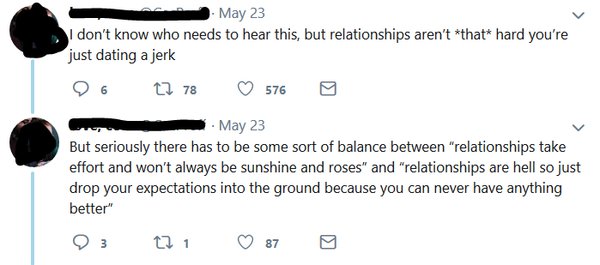 · May 23
I don't know who needs to hear this, but relationships aren't *that* hard you're
just dating a jerk
6 78 576
· May 23
But seriously there has to be some sort of balance between “relationships take
effort and won't always be sunshine and roses” and “relationships are hell so just
drop your expectations into the ground because you can never have anything
better”
3 1 87